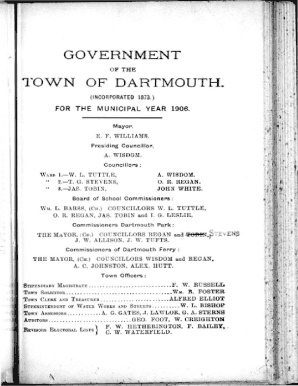 GOVERNMENT
OF THE
TOWN OF DARTMOUTH.
(INCORPORATED 1873.)
FOR THE MUNICIPAL YEAR 1906.
Mayor.
E. F. WILLIAMS.
Presiding Councillor,
A. WISDOM.
Councillors:
WARD 1.—W. L. TUTTLE, A. WISDOM.
" 2.—T. G. STEVENS, O. R. REGAN.
" 3.—JAS. TOBIN, JOHN WHITE.
Board of School Commissioners:
WM. L. BARSS, (CH.) COUNCILLORS W. L. TUTTLE,
O. R. REGAN, JAS. TOBIN and I. G. LESLIE.
Commissioners Dartmouth Park:
THE MAYOR, (CH.) COUNCILLORS REGAN and TOBIN, STEVENS
J. W. ALLISON, J. W. TUFTS.
Commissioners of Dartmouth Ferry:
THE MAYOR, (CH.) COUNCILLORS WISDOM and REGAN,
A. C. JOHNSTON, ALEX. HUTT.
Town Officers:
STIPENDIARY MAGISTRATE F. W. RUSSELL
TOWN SOLICITOR WM. R. FOSTER
TOWN CLERK AND TREASURER ALFRED ELLIOT
SUPERINTENDENT OF WATER WORKS AND STREETS W. L. BISHOP
TOWN ASSESSORS A. G. GATES, J. LAWLOR, G. A. STERNS
AUDITORS GEO. FOOT, W. CREIGHTON
REVISORS ELECTORAL LISTS } F. W. HETHERINGTON, F. BAILEY,
C. W. WATERFIELD.